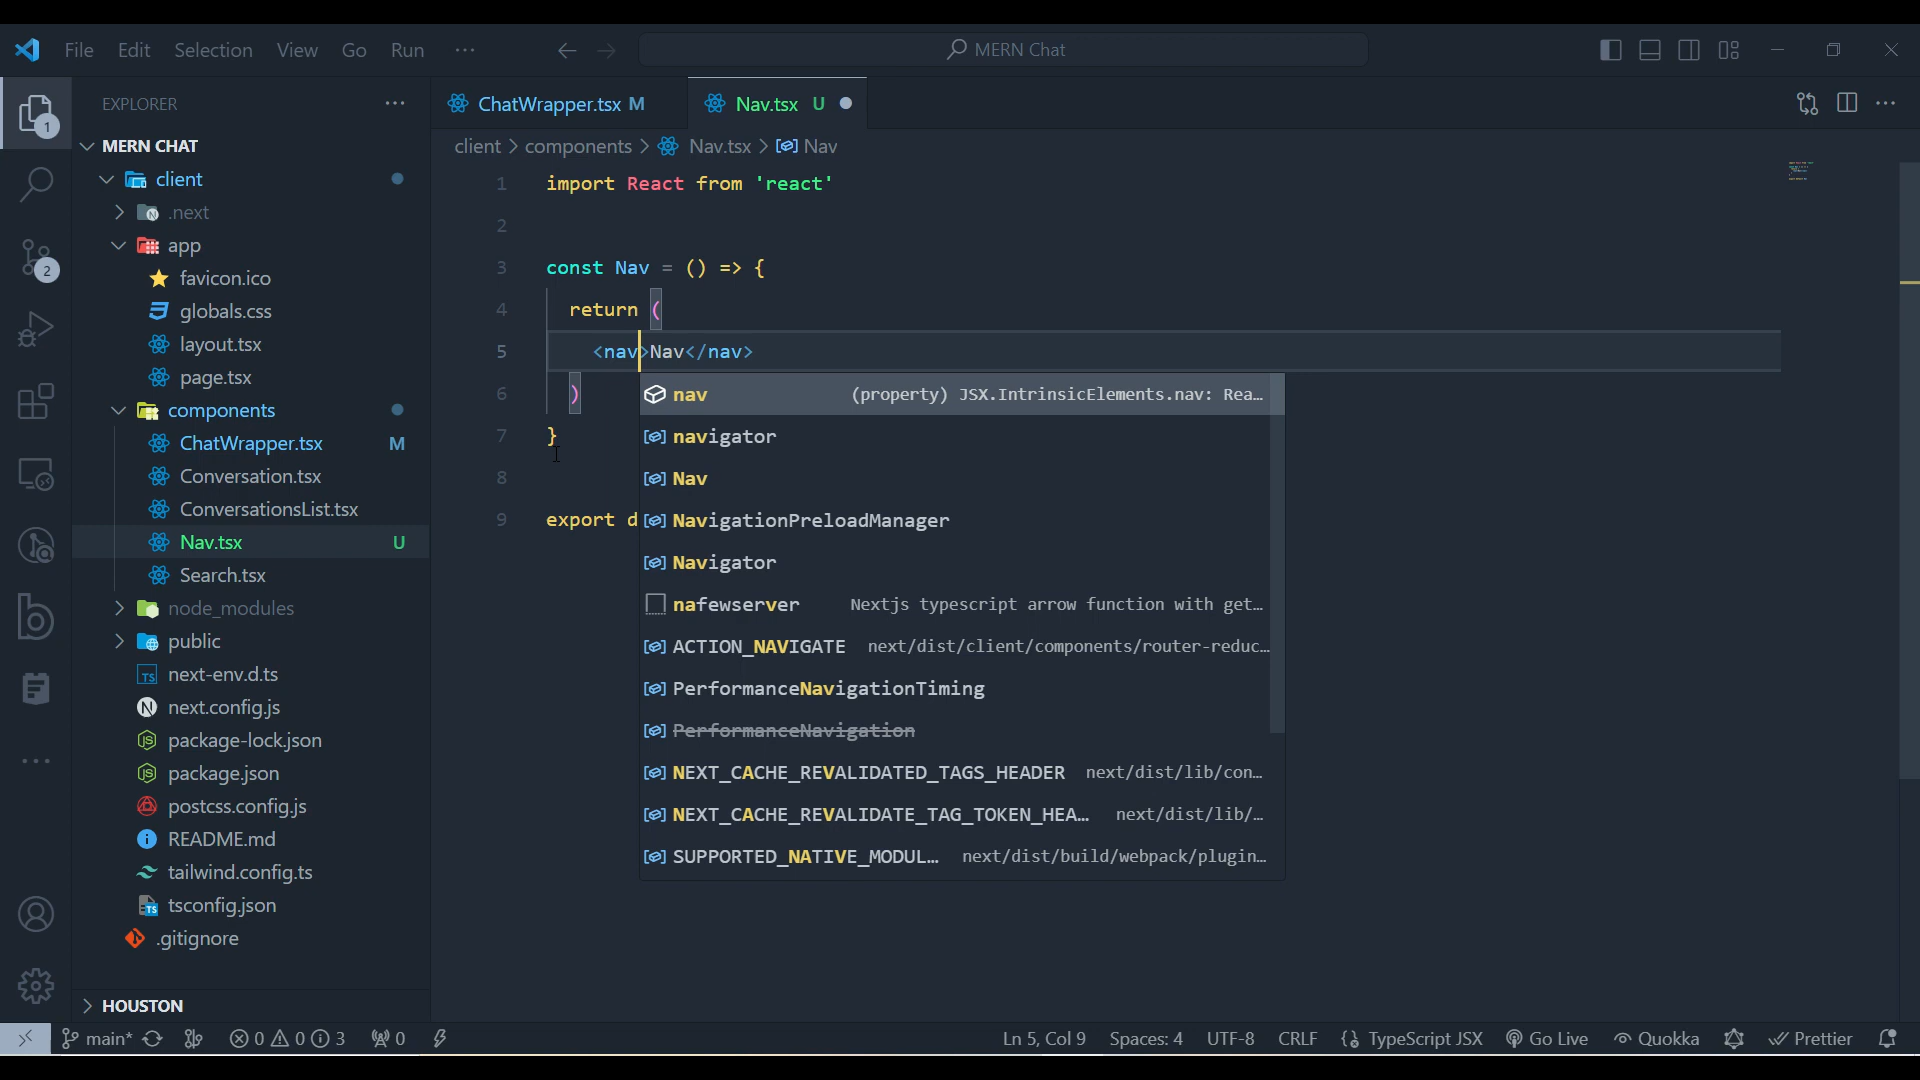 File Edit Selection View Go Run ···
MERN Chat
EXPLORER
MERN CHAT
client
.next
app
favicon.ico
globals.css
layout.tsx
page.tsx
components
ChatWrapper.tsx M
Conversation.tsx
ConversationsList.tsx
Nav.tsx U
Search.tsx
node_modules
public
next-env.d.ts
next.config.js
package-lock.json
package.json
postcss.config.js
README.md
tailwind.config.ts
tsconfig.json
.gitignore
HOUSTON
1
2
ChatWrapper.tsx M
Nav.tsx U
client > components > Nav.tsx > Nav
1 import React from 'react'
2
3 const Nav = () => {
4 return (
5 <nav>Nav</nav>
6 )
7 }
8
9 export d
nav (property) JSX.IntrinsicElements.nav: Rea…
navigator
Nav
NavigationPreloadManager
Navigator
nafewserver Nextjs typescript arrow function with get…
ACTION_NAVIGATE next/dist/client/components/router-reduc…
PerformanceNavigationTiming
PerformanceNavigation
NEXT_CACHE_REVALIDATED_TAGS_HEADER next/dist/lib/con…
NEXT_CACHE_REVALIDATE_TAG_TOKEN_HEA… next/dist/lib/…
SUPPORTED_NATIVE_MODUL… next/dist/build/webpack/plugin…
main* 0 0 3 0 Ln 5, Col 9 Spaces: 4 UTF-8 CRLF TypeScript JSX Go Live Quokka Prettier